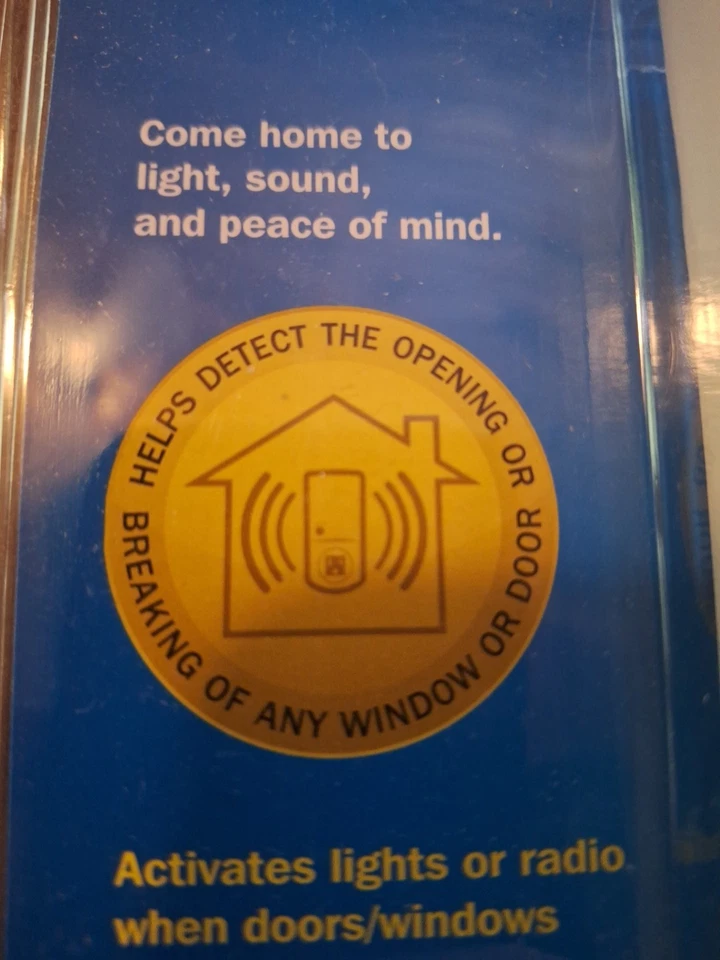 Come home to
light, sound,
and peace of mind.
HELPS DETECT THE OPENING OR
BREAKING OF ANY WINDOW OR DOOR
Activates lights or radio
when doors/windows